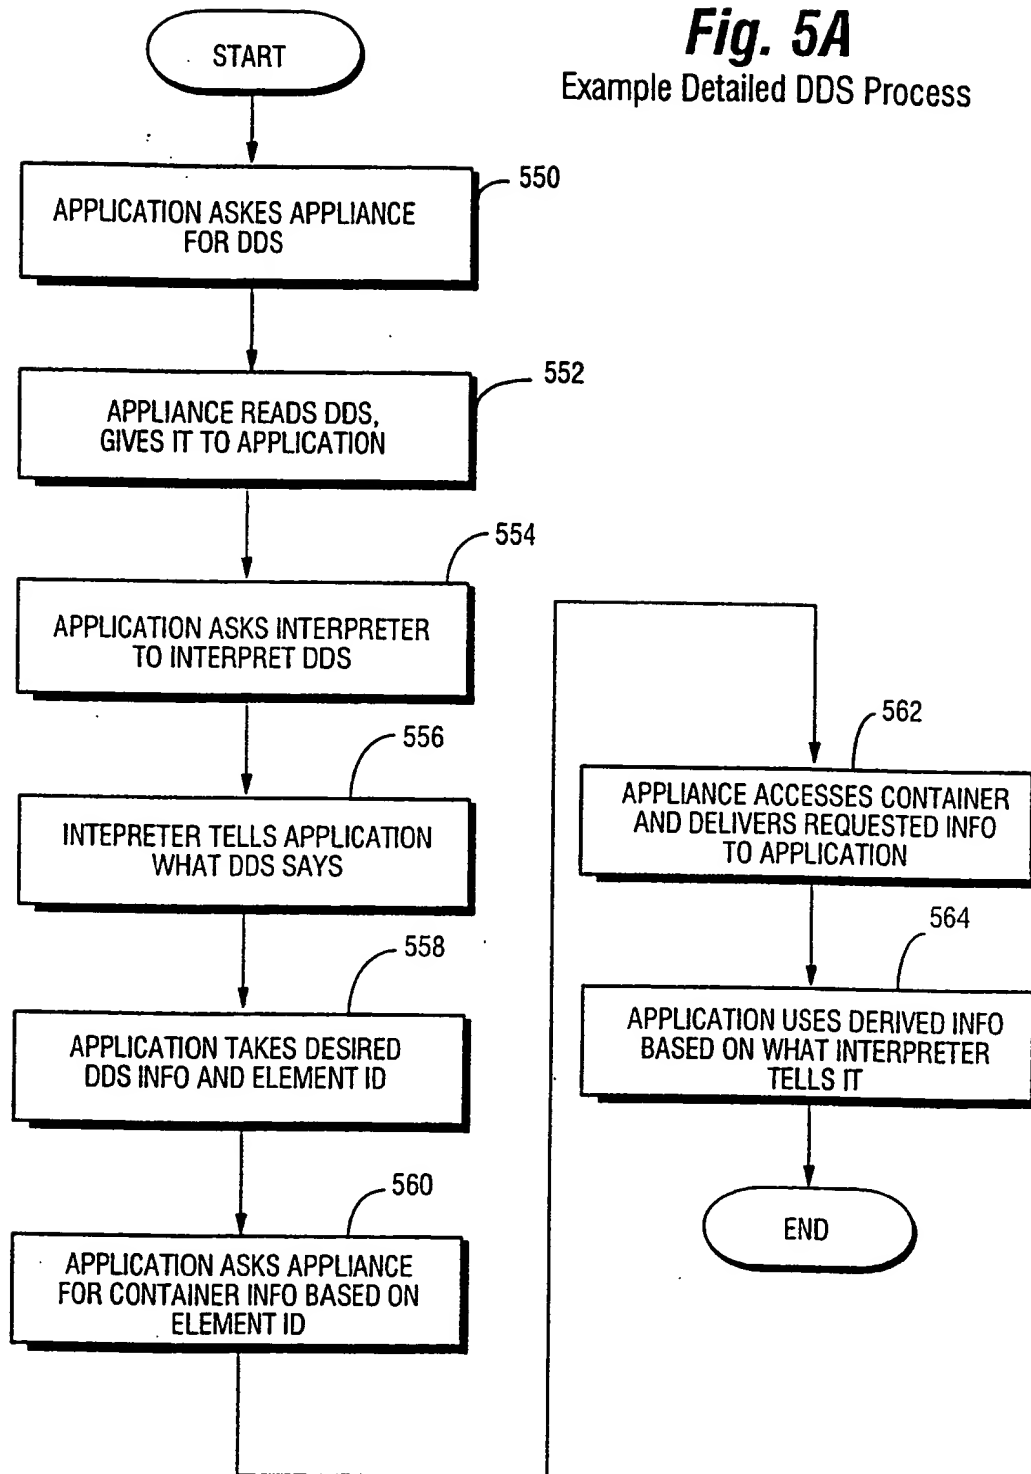 Fig. 5A
Example Detailed DDS Process
START
550
APPLICATION ASKES APPLIANCE
FOR DDS
552
APPLIANCE READS DDS,
GIVES IT TO APPLICATION
554
APPLICATION ASKS INTERPRETER
TO INTERPRET DDS
556
INTEPRETER TELLS APPLICATION
WHAT DDS SAYS
558
APPLICATION TAKES DESIRED
DDS INFO AND ELEMENT ID
560
APPLICATION ASKS APPLIANCE
FOR CONTAINER INFO BASED ON
ELEMENT ID
562
APPLIANCE ACCESSES CONTAINER
AND DELIVERS REQUESTED INFO
TO APPLICATION
564
APPLICATION USES DERIVED INFO
BASED ON WHAT INTERPRETER
TELLS IT
END